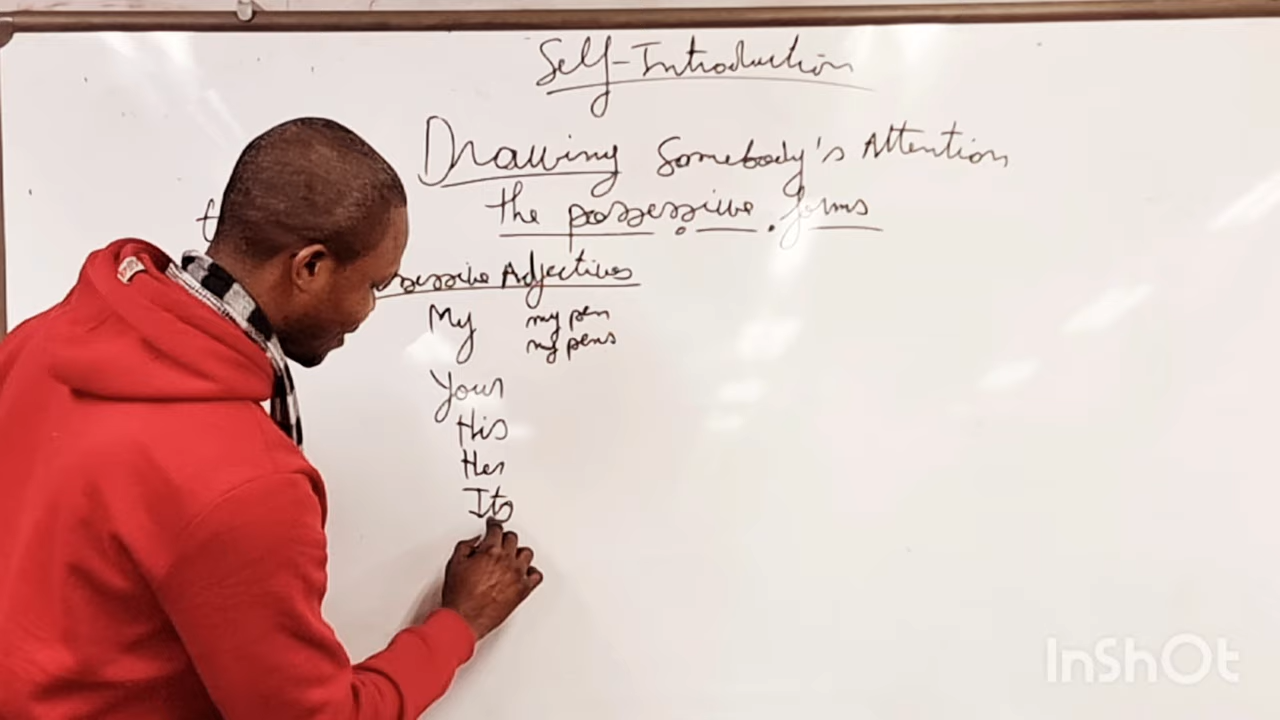 Self-Introduction
Drawing Somebody's Attention
the possessive forms
Adjectives
My my pen
my pens
Your
His
Her
Its
InShOt